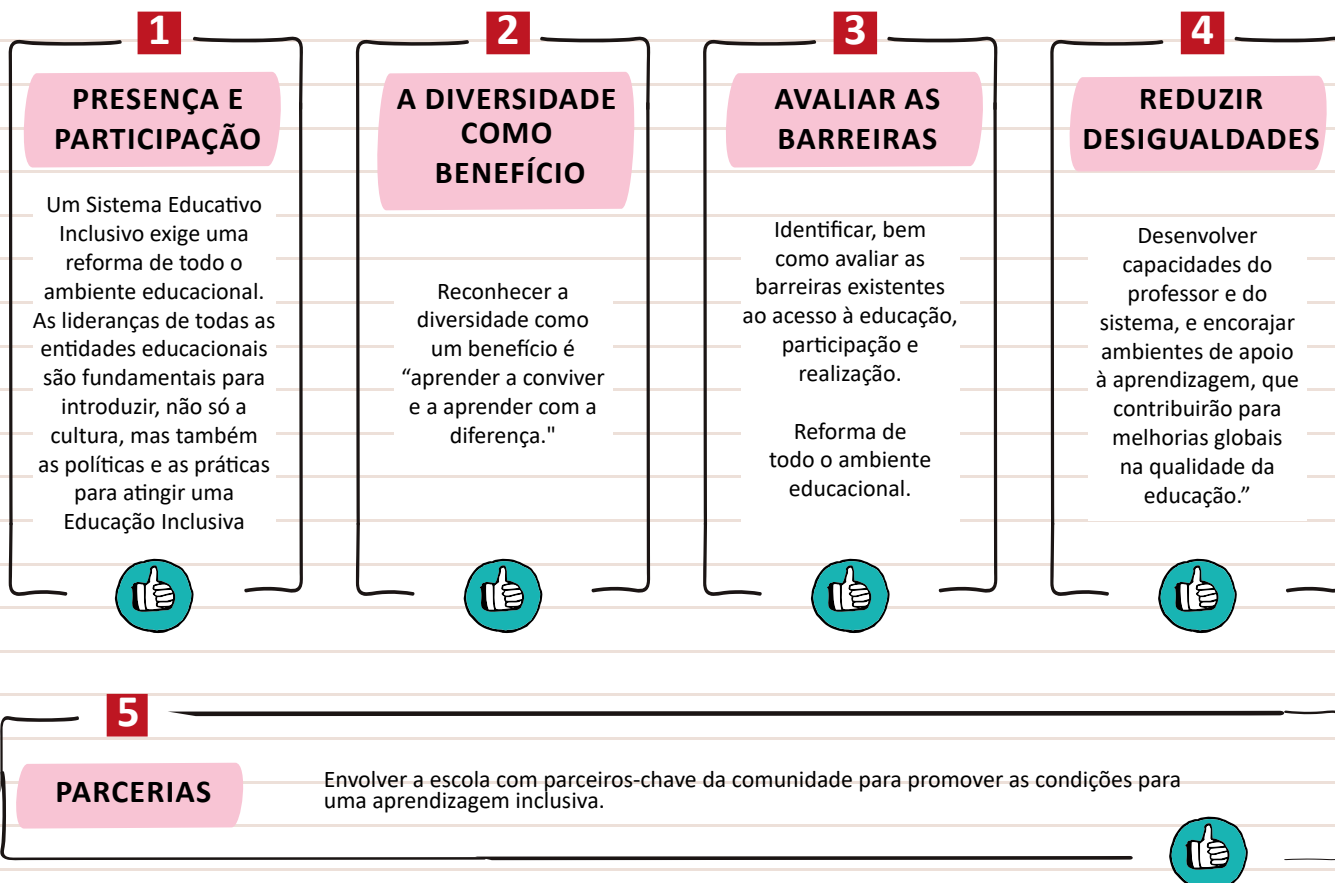 1
PRESENÇA E
PARTICIPAÇÃO
Um Sistema Educativo
Inclusivo exige uma
reforma de todo o
ambiente educacional.
As lideranças de todas as
entidades educacionais
são fundamentais para
introduzir, não só a
cultura, mas também
as políticas e as práticas
para atingir uma
Educação Inclusiva
2
A DIVERSIDADE
COMO
BENEFÍCIO
Reconhecer a
diversidade como
um benefício é
“aprender a conviver
e a aprender com a
diferença."
3
AVALIAR AS
BARREIRAS
Identificar, bem
como avaliar as
barreiras existentes
ao acesso à educação,
participação e
realização.
Reforma de
todo o ambiente
educacional.
4
REDUZIR
DESIGUALDADES
Desenvolver
capacidades do
professor e do
sistema, e encorajar
ambientes de apoio
à aprendizagem, que
contribuirão para
melhorias globais
na qualidade da
educação.”
5
PARCERIAS
Envolver a escola com parceiros-chave da comunidade para promover as condições para
uma aprendizagem inclusiva.